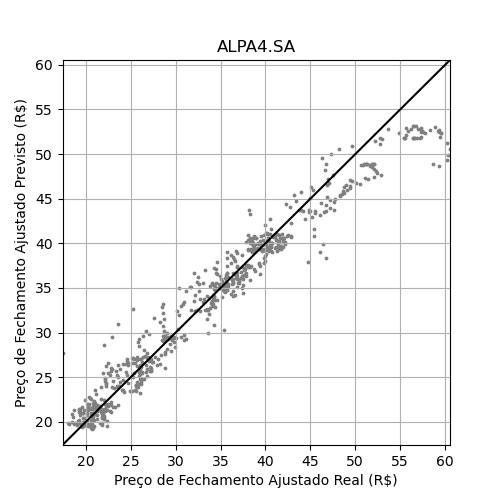 ALPA4.SA
Preço de Fechamento Ajustado Previsto (R$)
60
55
50
45
40
35
30
25
20
20 25 30 35 40 45 50 55 60
Preço de Fechamento Ajustado Real (R$)